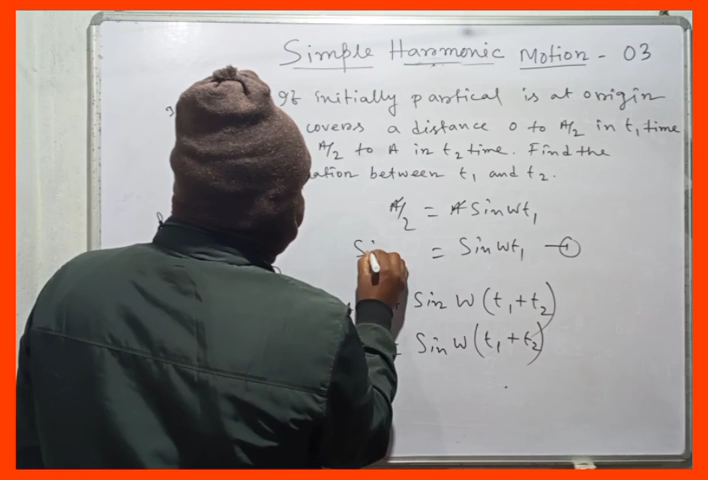 Simple Harmonic Motion - 03
If initially partical is at origin
covers a distance 0 to A/2 in t₁ time
A/2 to A in t₂ time. Find the
ation between t₁ and t₂.
A/2 = A Sin Wt₁
= Sin Wt₁ —①
Sin W(t₁+t₂)
= Sin W(t₁+t₂)